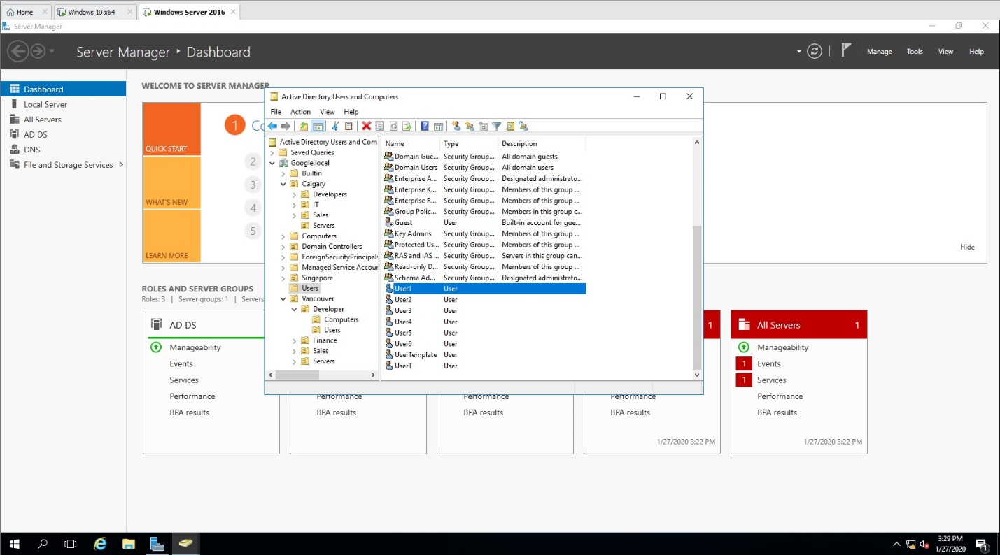 Home
Windows 10 x64
Windows Server 2016
Server Manager
Server Manager ‣ Dashboard
Manage Tools View Help
Dashboard
Local Server
All Servers
AD DS
DNS
File and Storage Services
WELCOME TO SERVER MANAGER
QUICK START
WHAT'S NEW
LEARN MORE
1 Co
2
3
4
5
Hide
Active Directory Users and Computers
File Action View Help
Active Directory Users and Com
Saved Queries
Google.local
Builtin
Calgary
Developers
IT
Sales
Servers
Computers
Domain Controllers
ForeignSecurityPrincipals
Managed Service Accour
Singapore
Users
Vancouver
Developer
Computers
Users
Finance
Sales
Servers
Name Type Description
Domain Gue... Security Group... All domain guests
Domain Users Security Group... All domain users
Enterprise A... Security Group... Designated administrato...
Enterprise K... Security Group... Members of this group ...
Enterprise R... Security Group... Members of this group ...
Group Polic... Security Group... Members in this group c...
Guest User Built-in account for gue...
Key Admins Security Group... Members of this group ...
Protected Us... Security Group... Members of this group ...
RAS and IAS ... Security Group... Servers in this group can...
Read-only D... Security Group... Members of this group ...
Schema Ad... Security Group... Designated administrato...
User1 User
User2 User
User3 User
User4 User
User5 User
User6 User
UserTemplate User
UserT User
ROLES AND SERVER GROUPS
Roles: 3 | Server groups: 1 | Servers
AD DS
Manageability
Events
Services
Performance
BPA results
Performance
BPA results
Performance
BPA results
1
Performance
BPA results
1/27/2020 3:22 PM
All Servers 1
Manageability
1 Events
1 Services
Performance
BPA results
1/27/2020 3:22 PM
3:29 PM
1/27/2020
1